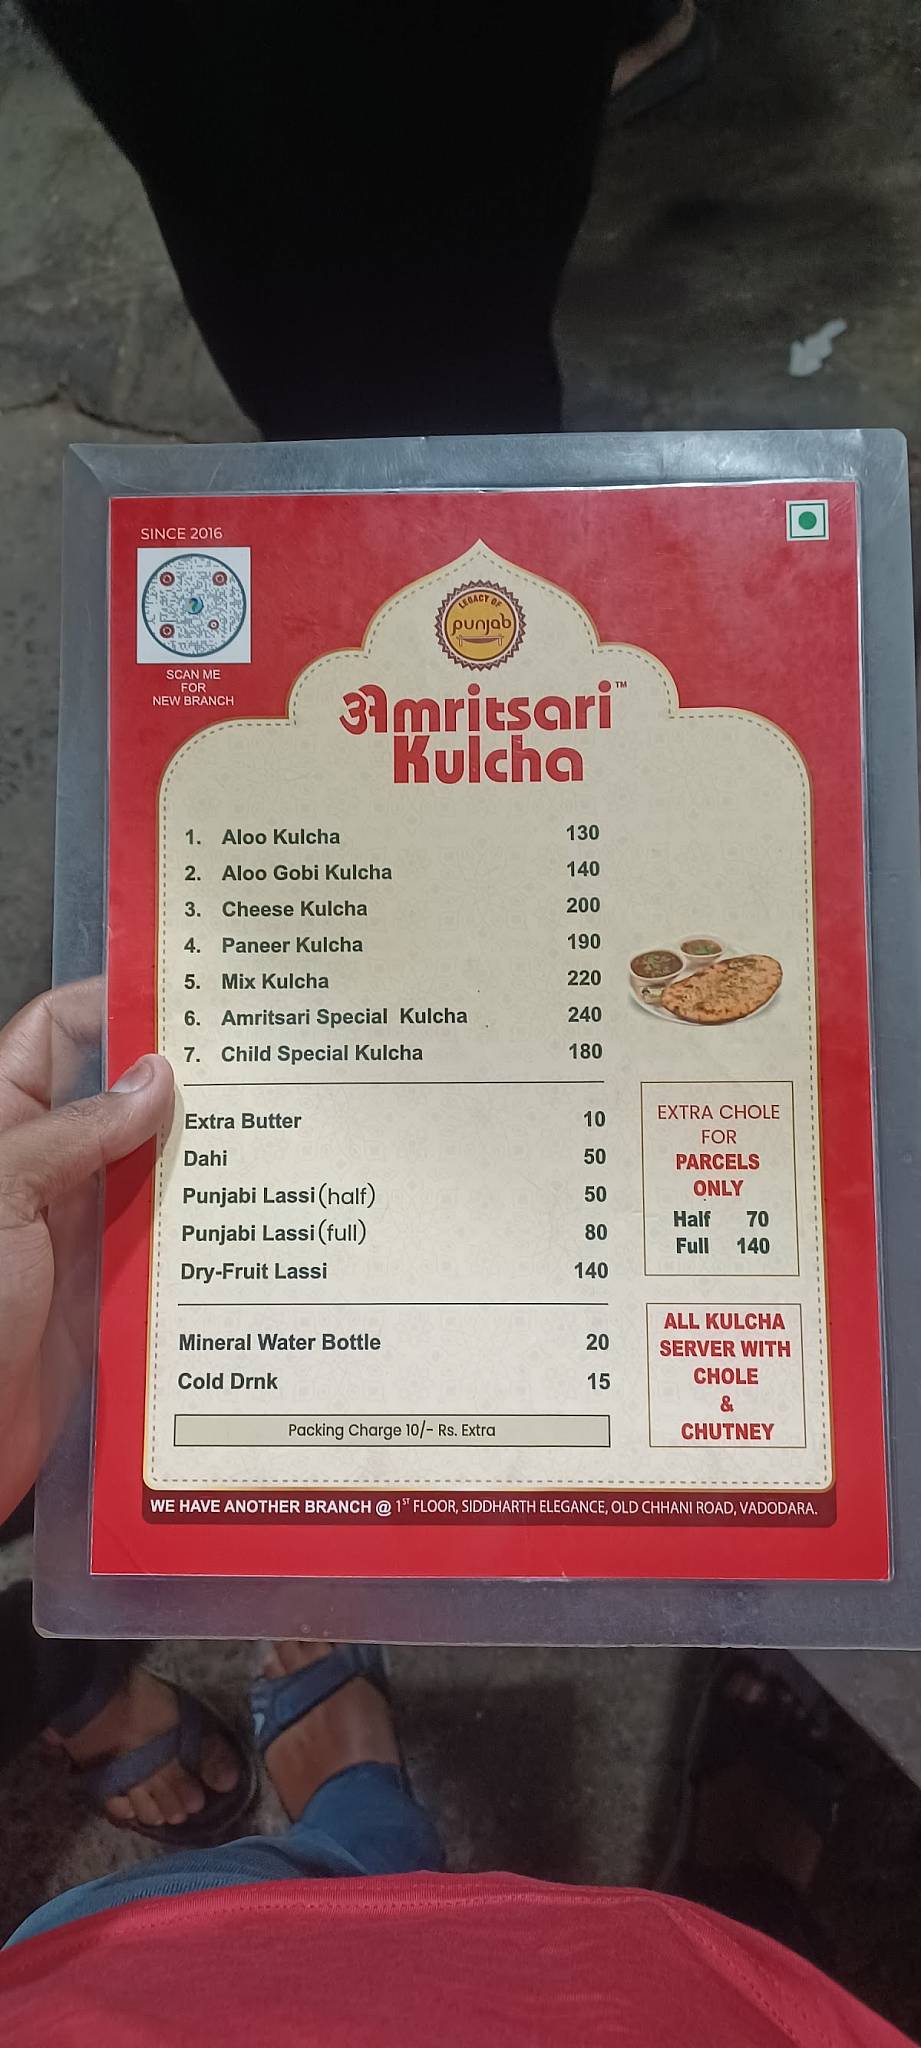 SINCE 2016
SCAN ME
FOR
NEW BRANCH
LEGACY OF
punjab
अmritsari™
Kulcha
1. Aloo Kulcha 130
2. Aloo Gobi Kulcha 140
3. Cheese Kulcha 200
4. Paneer Kulcha 190
5. Mix Kulcha 220
6. Amritsari Special Kulcha 240
7. Child Special Kulcha 180
Extra Butter 10
Dahi 50
Punjabi Lassi (half) 50
Punjabi Lassi (full) 80
Dry-Fruit Lassi 140
EXTRA CHOLE
FOR
PARCELS
ONLY
Half 70
Full 140
Mineral Water Bottle 20
Cold Drnk 15
Packing Charge 10/- Rs. Extra
ALL KULCHA
SERVER WITH
CHOLE
&
CHUTNEY
WE HAVE ANOTHER BRANCH @ 1ST FLOOR, SIDDHARTH ELEGANCE, OLD CHHANI ROAD, VADODARA.